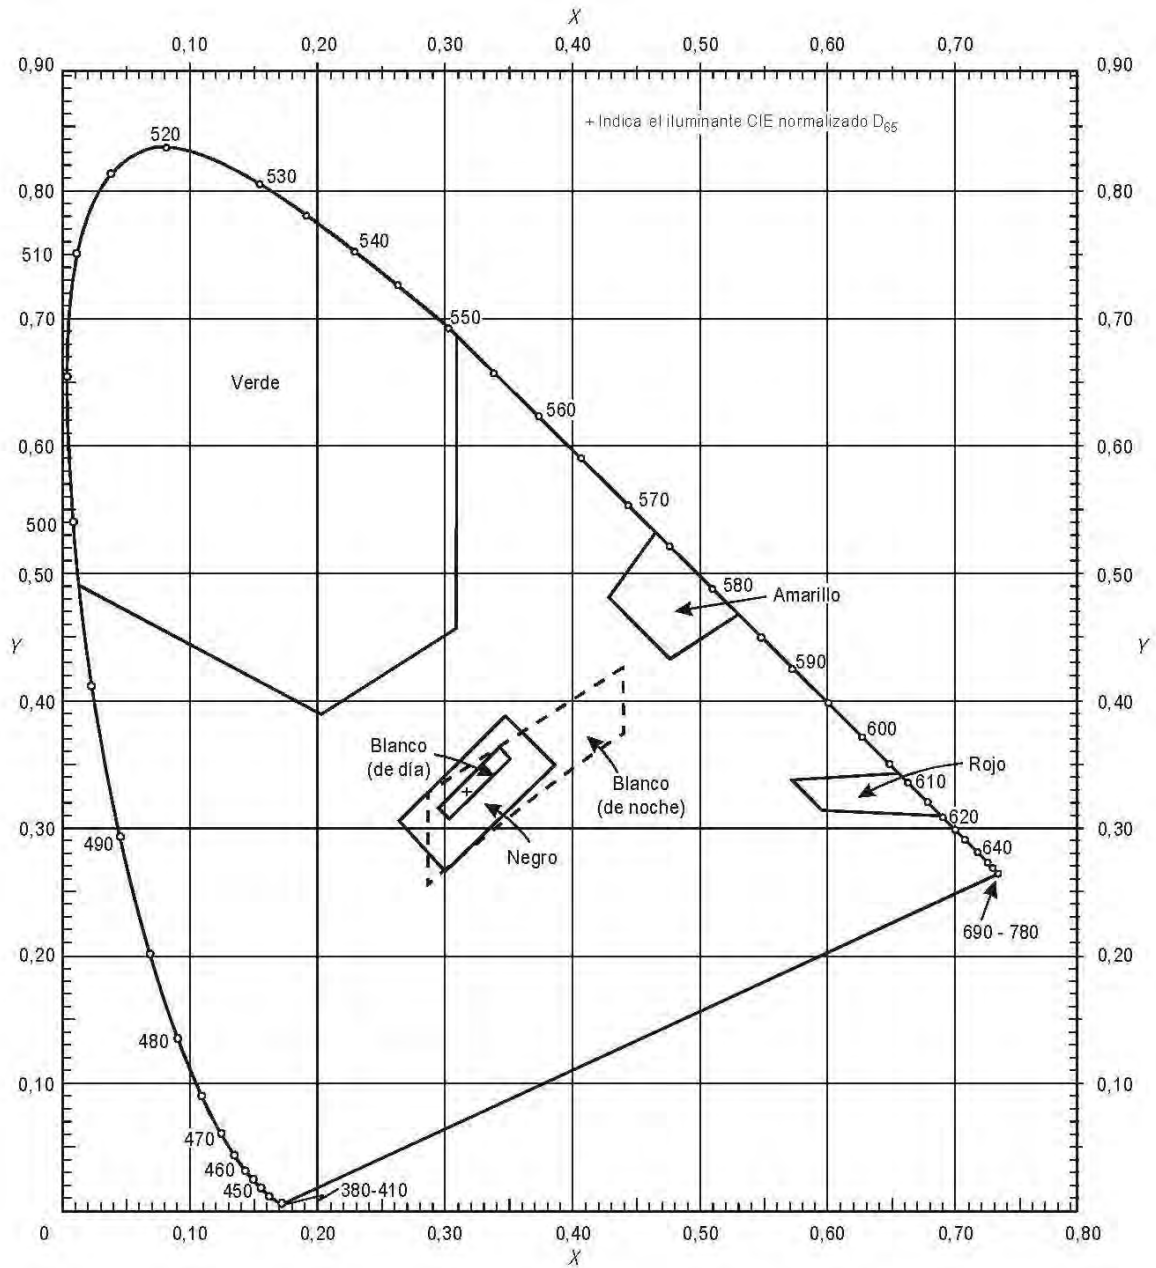 X
0,10 0,20 0,30 0,40 0,50 0,60 0,70
0,90 0,90
+ Indica el iluminante CIE normalizado D65
520
530
0,80 0,80
540
510
550
0,70 0,70
Verde
560
0,60 0,60
570
500
0,50 0,50
580
Amarillo
Y Y
590
0,40 0,40
600
Blanco
(de día)
Rojo
610
Blanco
(de noche)
620
0,30 0,30
490
640
Negro
690 - 780
0,20 0,20
480
0,10 0,10
470
460
450
380-410
0 0,10 0,20 0,30 0,40 0,50 0,60 0,70 0,80
X